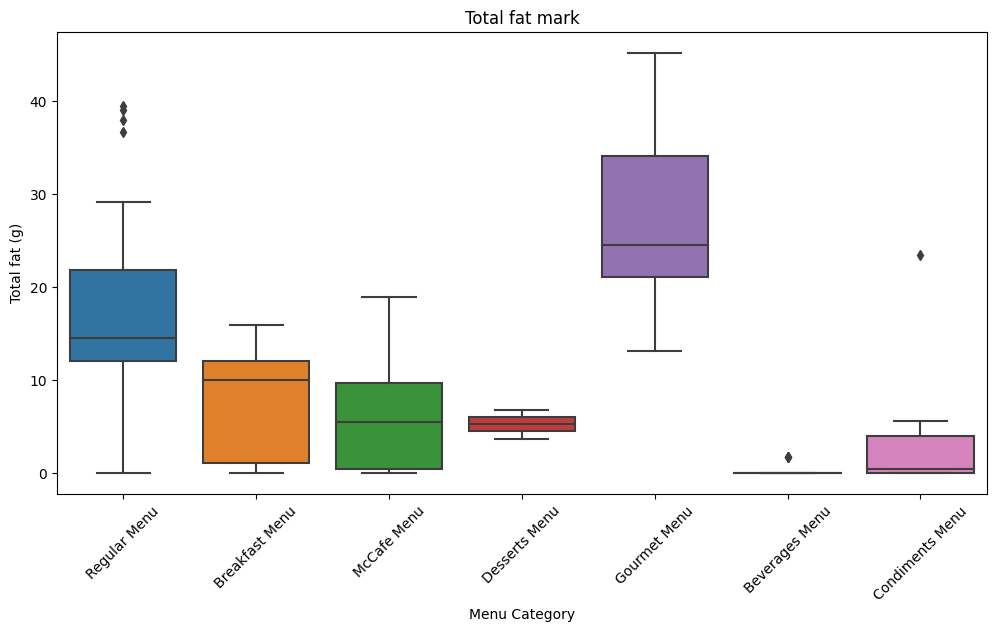 Total fat mark
Total fat (g)
40
30
20
10
0
Regular Menu
Breakfast Menu
McCafe Menu
Desserts Menu
Gourmet Menu
Beverages Menu
Condiments Menu
Menu Category